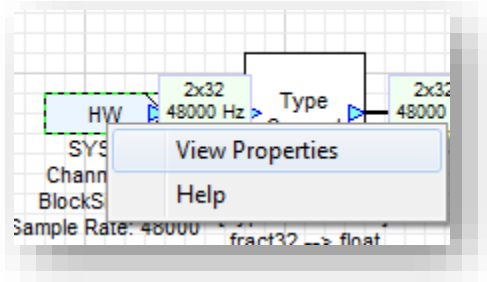 2x32
48000 Hz
2x32
48000
HW
Type
SYS
View Properties
Chann
BlockS
Help
Sample Rate: 48000
fract32 --> float